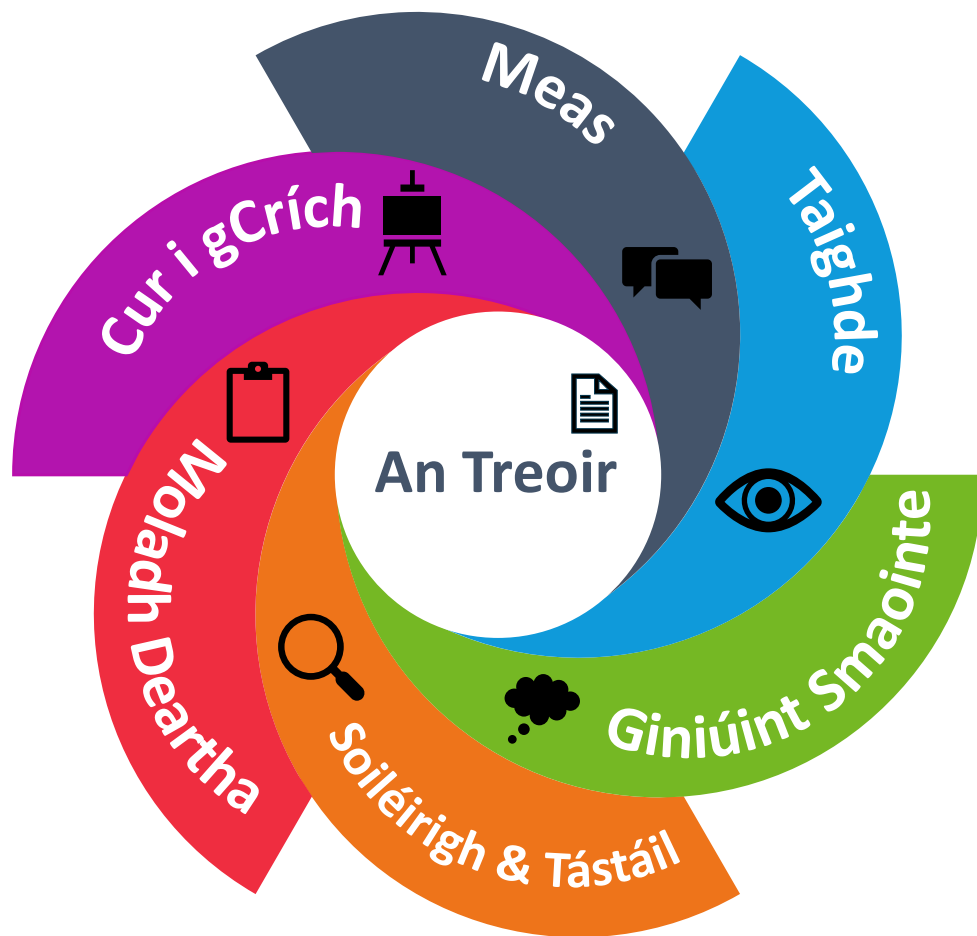 An Treoir
Meas
Taighde
Giniúint Smaointe
Soiléirigh & Tástáil
Moladh Deartha
Cur i gCrích